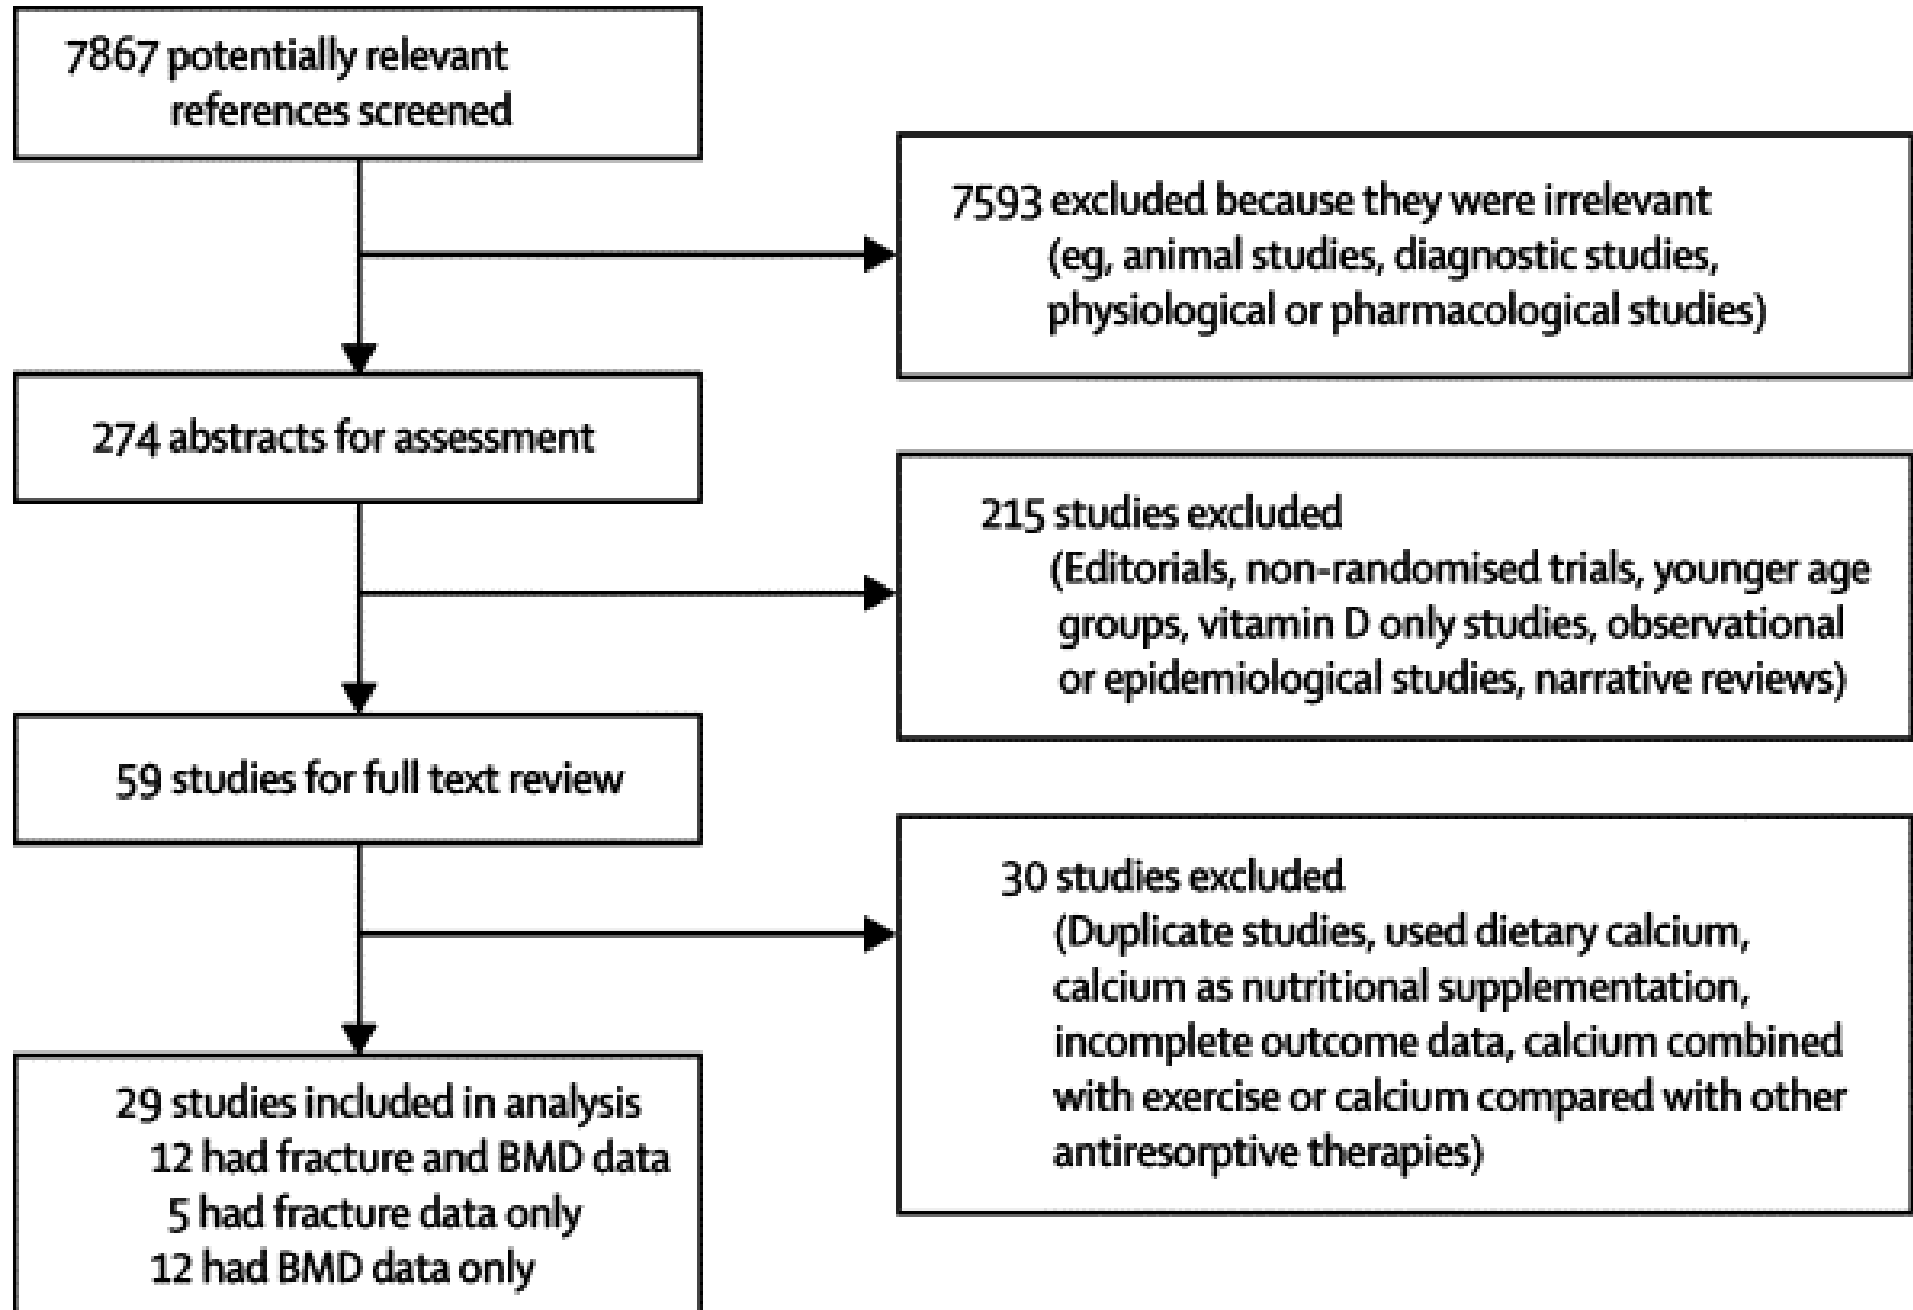 7867 potentially relevant
references screened
7593 excluded because they were irrelevant
(eg, animal studies, diagnostic studies,
physiological or pharmacological studies)
274 abstracts for assessment
215 studies excluded
(Editorials, non-randomised trials, younger age
groups, vitamin D only studies, observational
or epidemiological studies, narrative reviews)
59 studies for full text review
30 studies excluded
(Duplicate studies, used dietary calcium,
calcium as nutritional supplementation,
incomplete outcome data, calcium combined
with exercise or calcium compared with other
antiresorptive therapies)
29 studies included in analysis
12 had fracture and BMD data
5 had fracture data only
12 had BMD data only